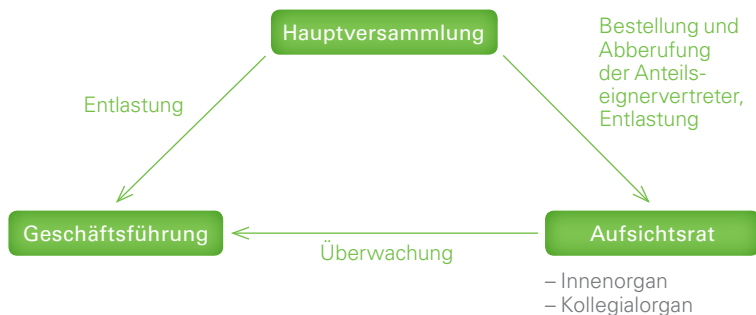 Hauptversammlung
Bestellung und
Abberufung
der Anteils-
eignervertreter,
Entlastung
Entlastung
Geschäftsführung
Überwachung
Aufsichtsrat
– Innenorgan
– Kollegialorgan